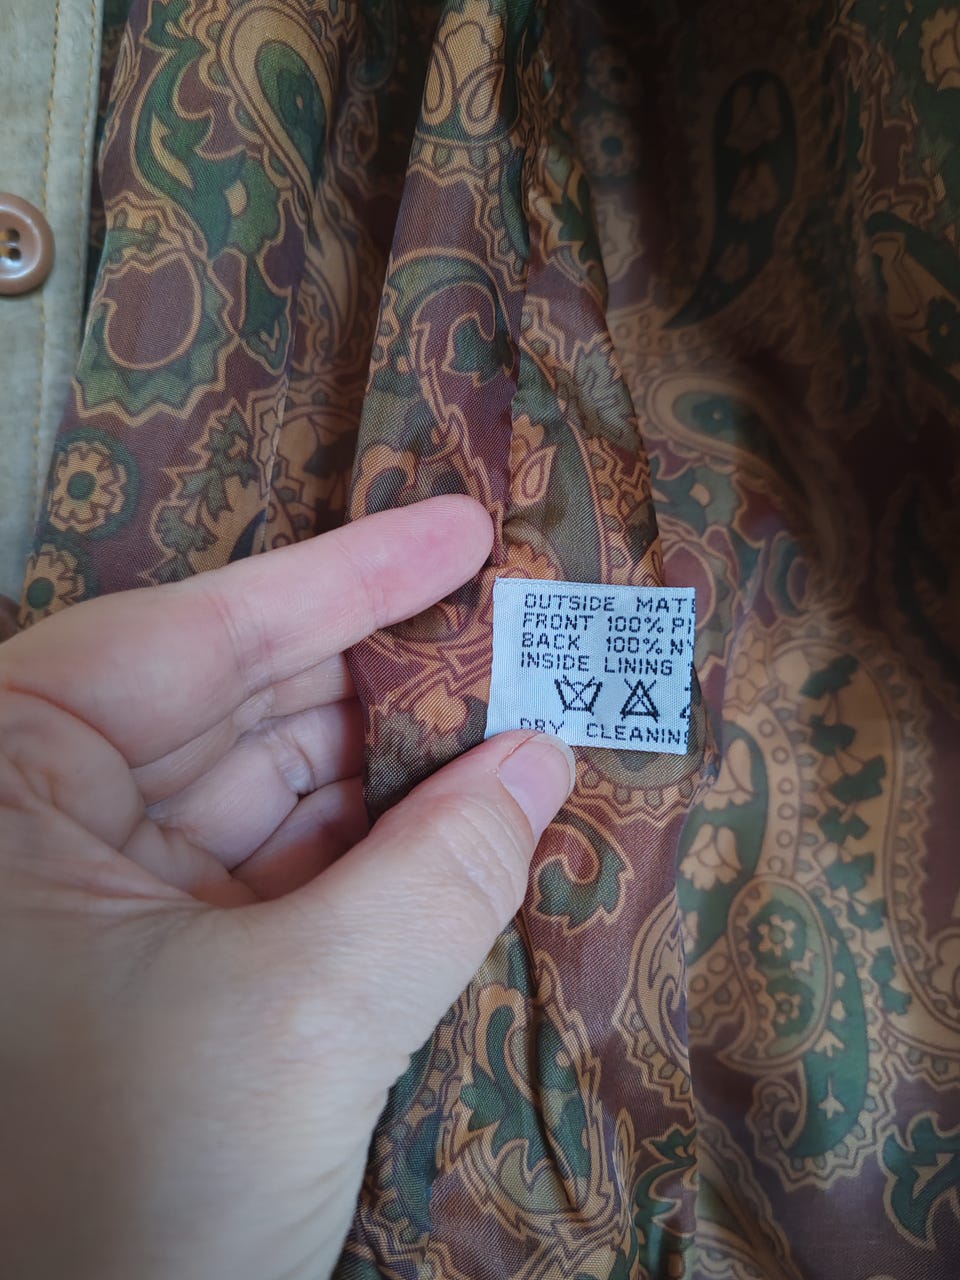 OUTSIDE MATE
FRONT 100% P
BACK 100% N
INSIDE LINING
DRY CLEANING